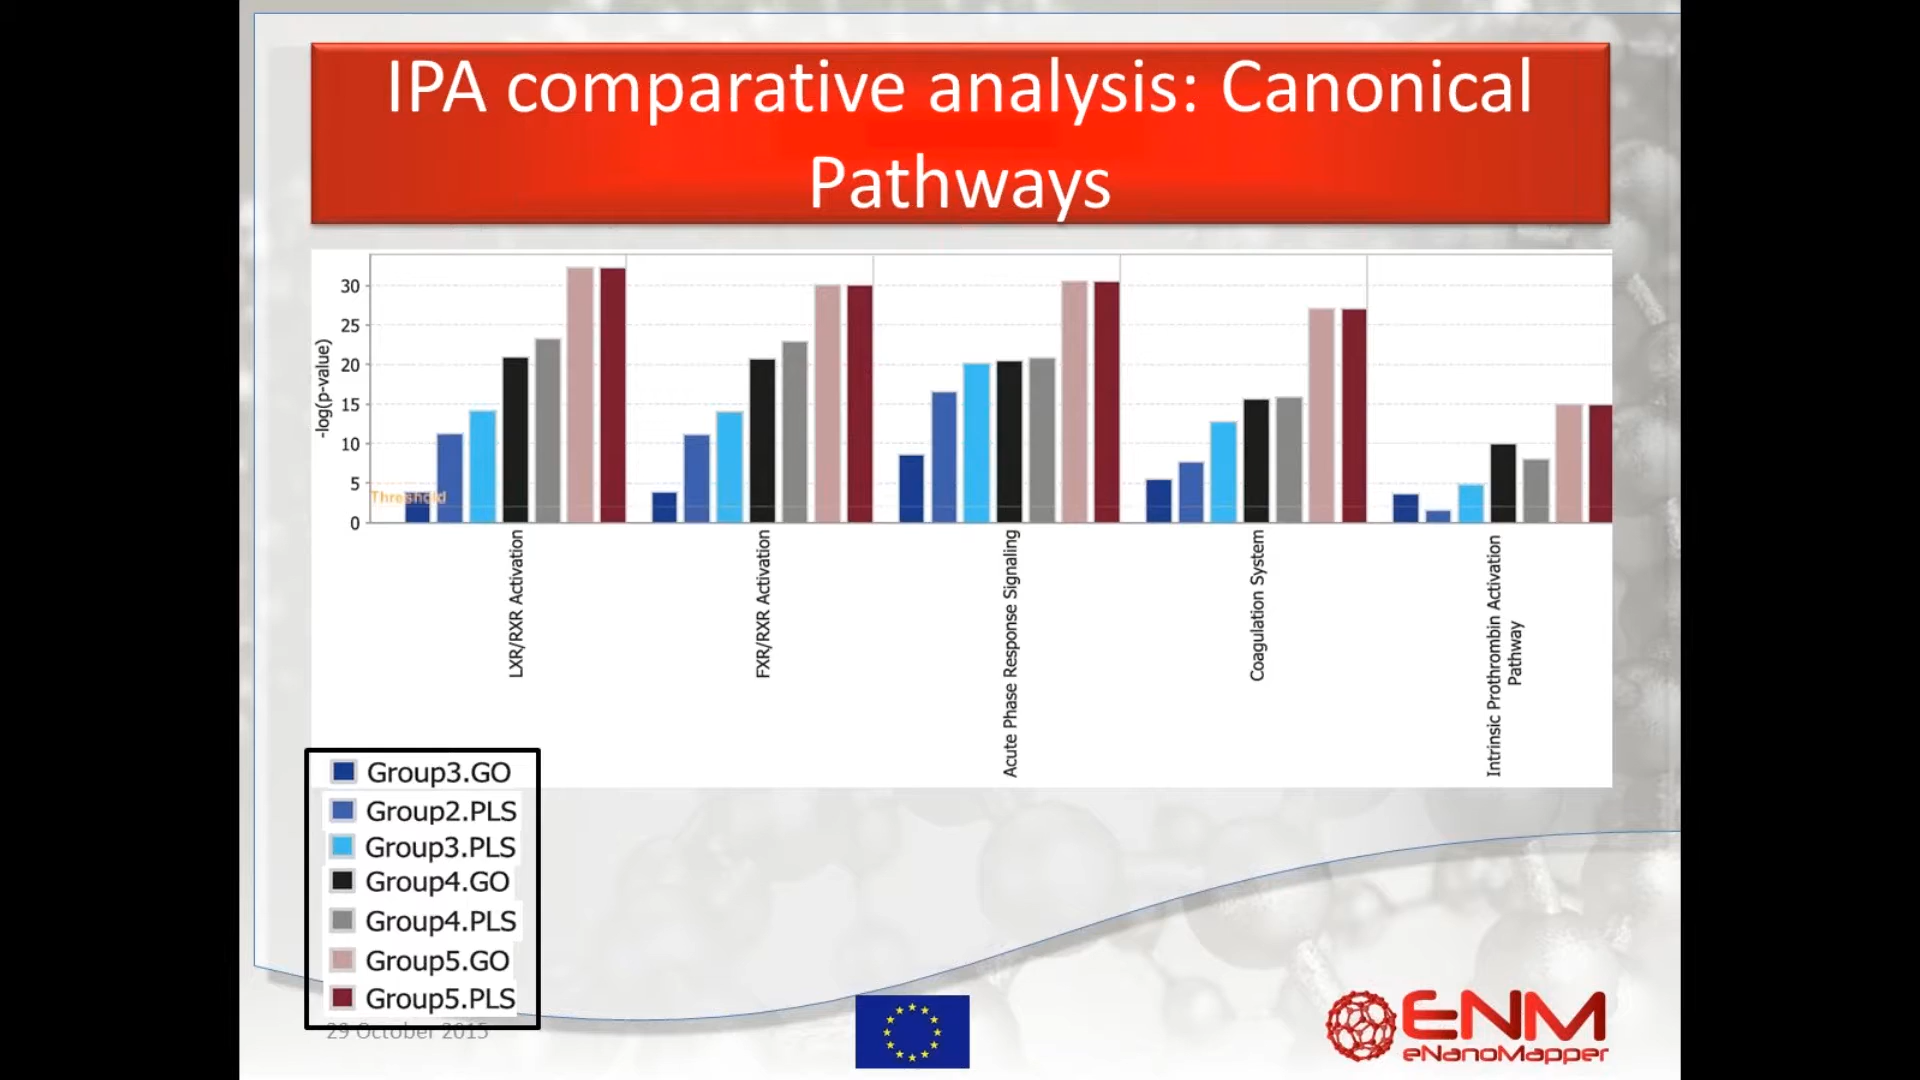 IPA comparative analysis: Canonical
Pathways
-log(p-value)
30
25
20
15
10
5
0
Threshold
LXR/RXR Activation
FXR/RXR Activation
Acute Phase Response Signaling
Coagulation System
Intrinsic Prothrombin Activation
Pathway
Group3.GO
Group2.PLS
Group3.PLS
Group4.GO
Group4.PLS
Group5.GO
Group5.PLS
29 October 2015
ENM
eNanoMapper